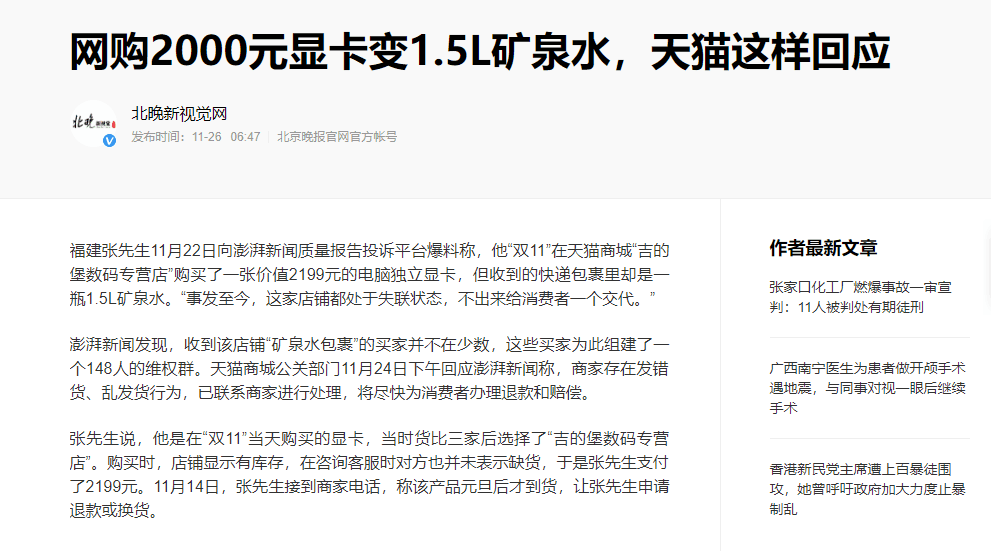 网购2000元显卡变1.5L矿泉水，天猫这样回应
北晚新视觉网
发布时间：11-26 06:47 北京晚报官网官方帐号
福建张先生11月22日向澎湃新闻质量报告投诉平台爆料称，他“双11”在天猫商城“吉的
堡数码专营店”购买了一张价值2199元的电脑独立显卡，但收到的快递包裹里却是一
瓶1.5L矿泉水。“事发至今，这家店铺都处于失联状态，不出来给消费者一个交代。”
澎湃新闻发现，收到该店铺“矿泉水包裹”的买家并不在少数，这些买家为此组建了一
个148人的维权群。天猫商城公关部门11月24日下午回应澎湃新闻称，商家存在发错
货、乱发货行为，已联系商家进行处理，将尽快为消费者办理退款和赔偿。
张先生说，他是在“双11”当天购买的显卡，当时货比三家后选择了“吉的堡数码专营
店”。购买时，店铺显示有库存，在咨询客服时对方也并未表示缺货，于是张先生支付
了2199元。11月14日，张先生接到商家电话，称该产品元旦后才到货，让张先生申请
退款或换货。
作者最新文章
张家口化工厂燃爆事故一审宣
判：11人被判处有期徒刑
广西南宁医生为患者做开颅手术
遇地震，与同事对视一眼后继续
手术
香港新民党主席遭上百暴徒围
攻，她曾呼吁政府加大力度止暴
制乱